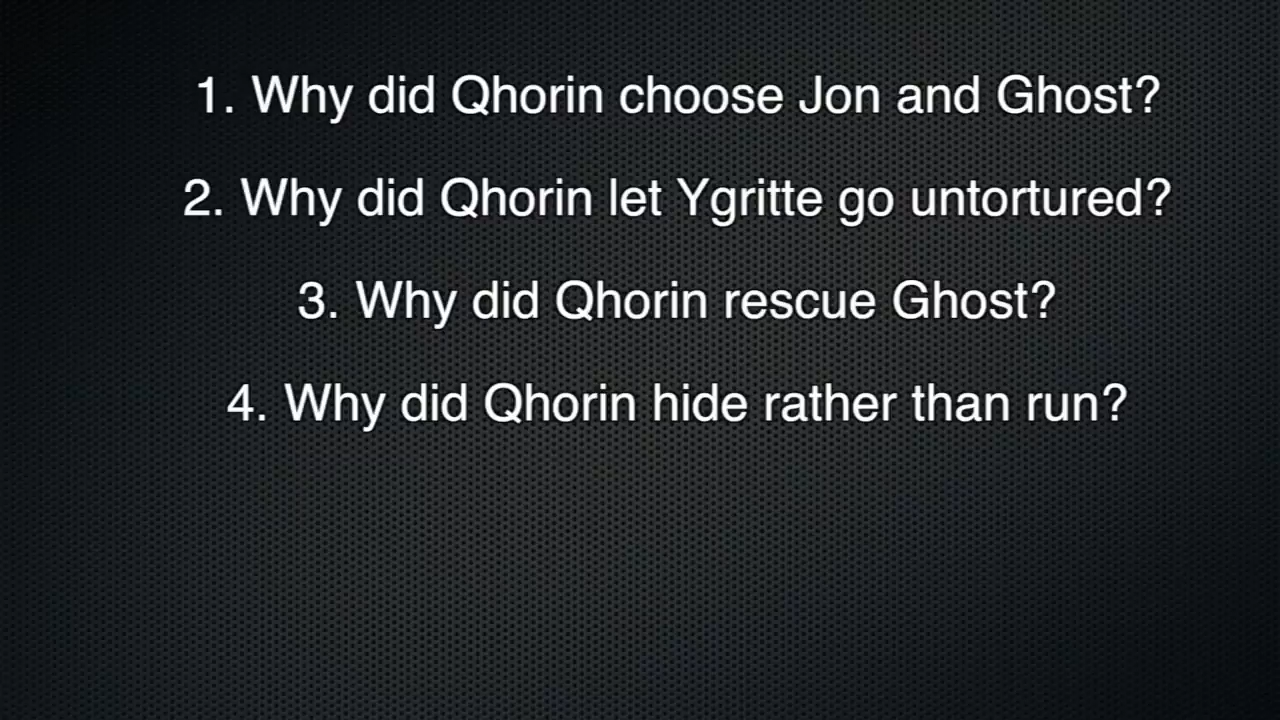 1. Why did Qhorin choose Jon and Ghost?
2. Why did Qhorin let Ygritte go untortured?
3. Why did Qhorin rescue Ghost?
4. Why did Qhorin hide rather than run?